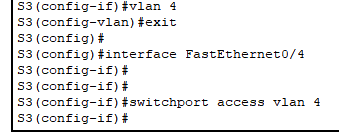 S3(config-if)#vlan 4
S3(config-vlan)#exit
S3(config)#
S3(config)#interface FastEthernet0/4
S3(config-if)#
S3(config-if)#
S3(config-if)#switchport access vlan 4
S3(config-if)#